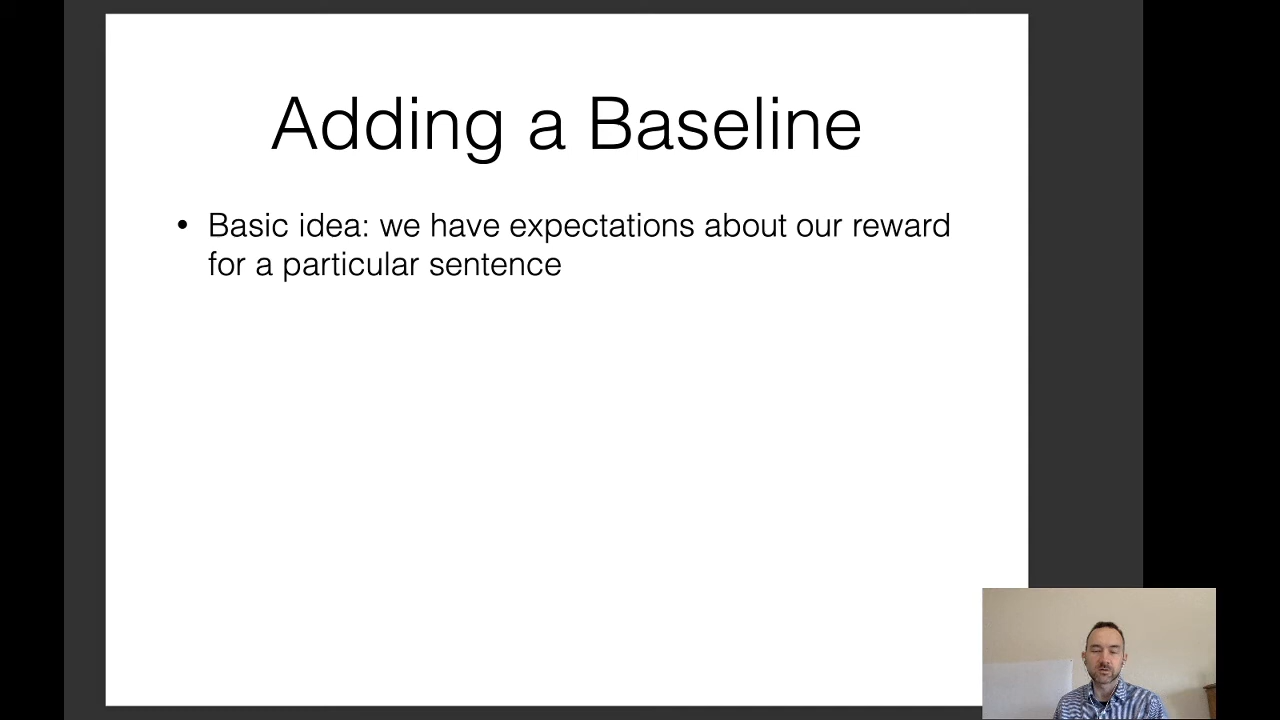 Adding a Baseline
• Basic idea: we have expectations about our reward
for a particular sentence